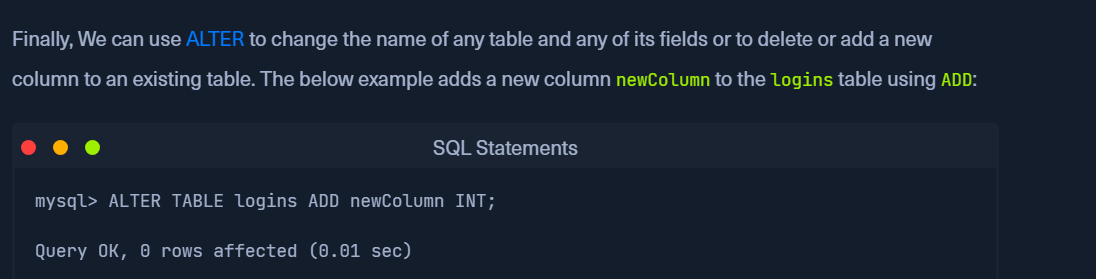 Finally, We can use ALTER to change the name of any table and any of its fields or to delete or add a new
column to an existing table. The below example adds a new column newColumn to the logins table using ADD:
SQL Statements
mysql> ALTER TABLE logins ADD newColumn INT;
Query OK, 0 rows affected (0.01 sec)